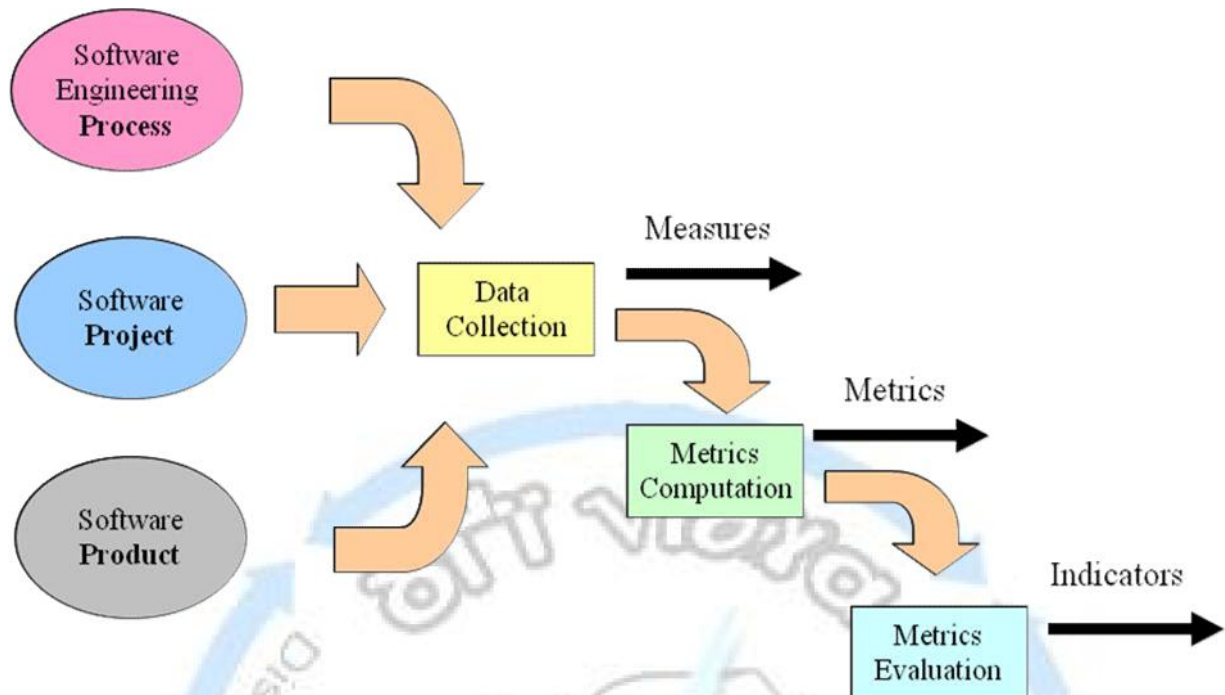 Software
Engineering
Process
Software
Project
Software
Product
Data
Collection
Measures
Metrics
Computation
Metrics
Metrics
Evaluation
Indicators